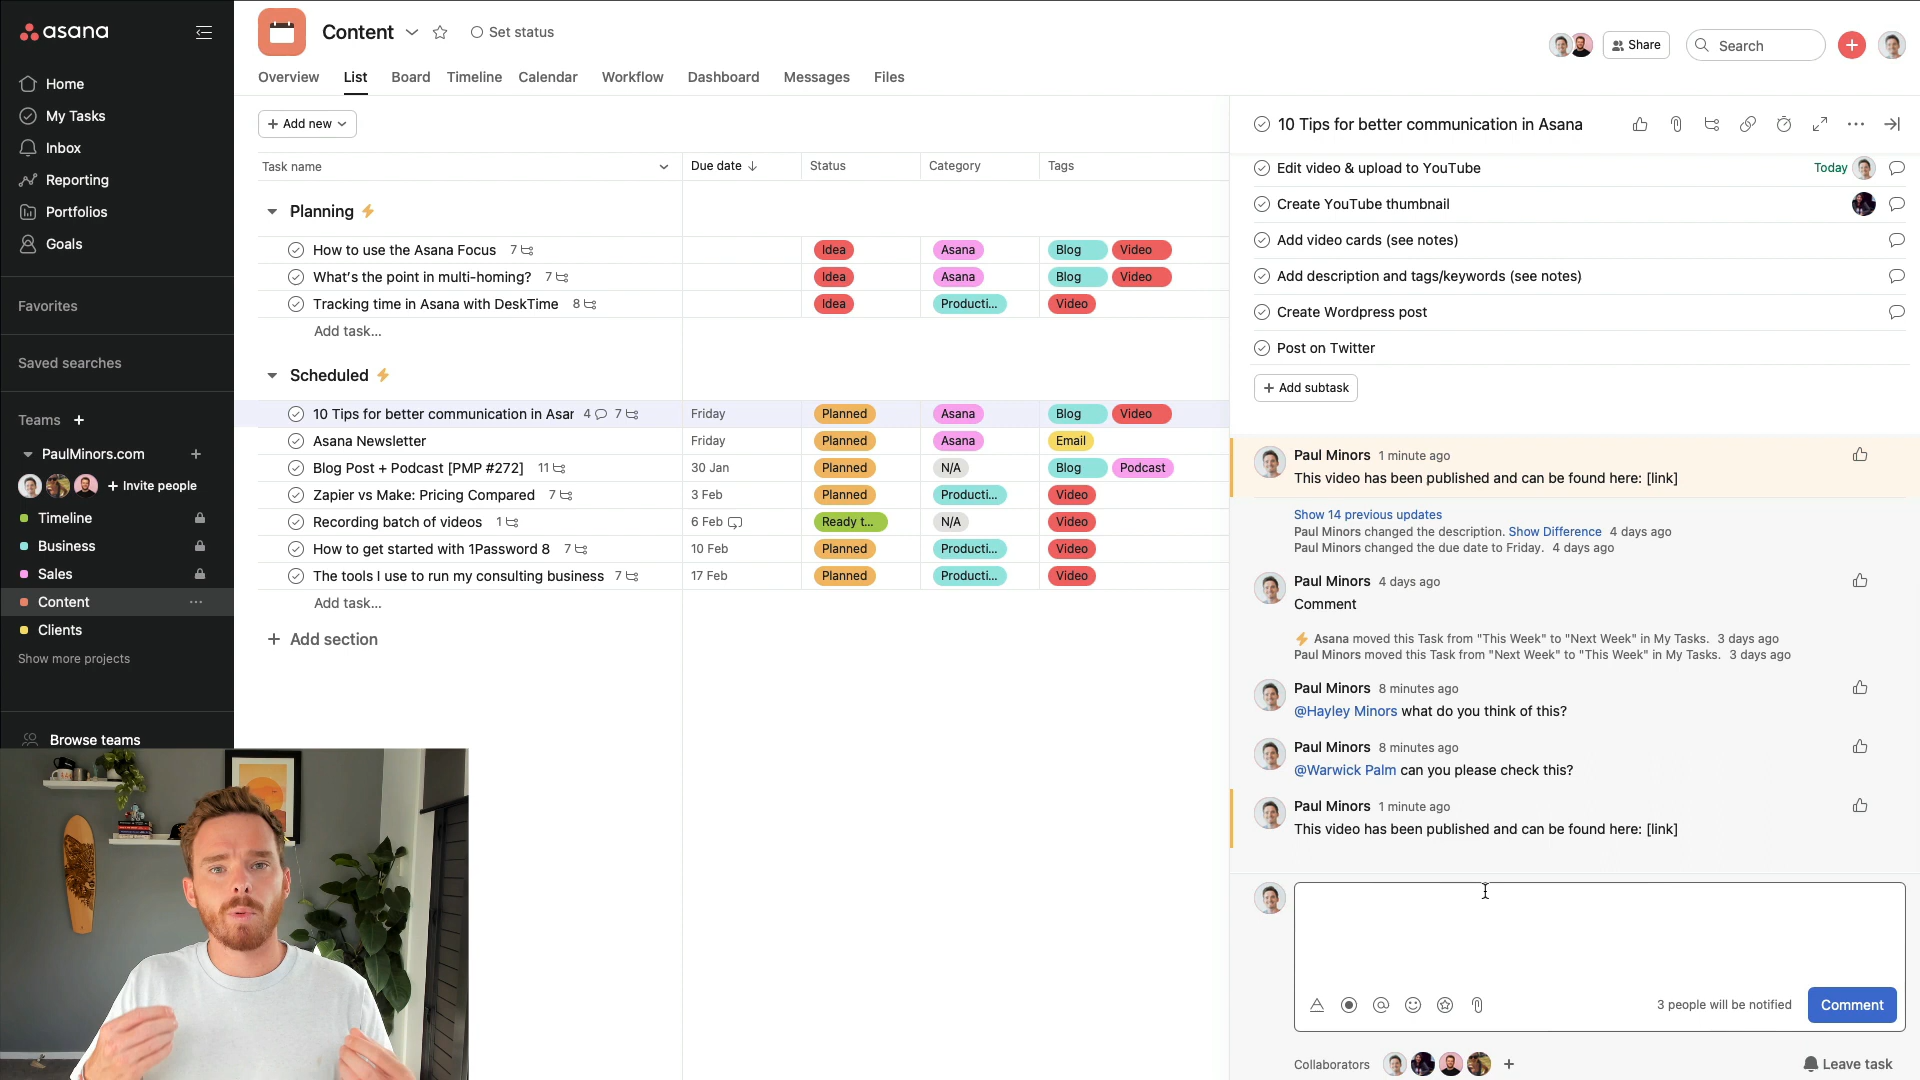 asana
Home
My Tasks
Inbox
Reporting
Portfolios
Goals
Favorites
Saved searches
Teams +
PaulMinors.com +
+ Invite people
Timeline
Business
Sales
Content ...
Clients
Show more projects
Browse teams
Content
Set status
Share
Search
Overview List Board Timeline Calendar Workflow Dashboard Messages Files
+ Add new
Task name Due date ↓ Status Category Tags
Planning
How to use the Asana Focus 7 Idea Asana Blog Video
What's the point in multi-homing? 7 Idea Asana Blog Video
Tracking time in Asana with DeskTime 8 Idea Producti... Video
Add task...
Scheduled
10 Tips for better communication in Asar 4 7 Friday Planned Asana Blog Video
Asana Newsletter Friday Planned Asana Email
Blog Post + Podcast [PMP #272] 11 30 Jan Planned N/A Blog Podcast
Zapier vs Make: Pricing Compared 7 3 Feb Planned Producti... Video
Recording batch of videos 1 6 Feb Ready t... N/A Video
How to get started with 1Password 8 7 10 Feb Planned Producti... Video
The tools I use to run my consulting business 7 17 Feb Planned Producti... Video
Add task...
+ Add section
10 Tips for better communication in Asana
Edit video & upload to YouTube Today
Create YouTube thumbnail
Add video cards (see notes)
Add description and tags/keywords (see notes)
Create Wordpress post
Post on Twitter
+ Add subtask
Paul Minors 1 minute ago
This video has been published and can be found here: [link]
Show 14 previous updates
Paul Minors changed the description. Show Difference 4 days ago
Paul Minors changed the due date to Friday. 4 days ago
Paul Minors 4 days ago
Comment
Asana moved this Task from "This Week" to "Next Week" in My Tasks. 3 days ago
Paul Minors moved this Task from "Next Week" to "This Week" in My Tasks. 3 days ago
Paul Minors 8 minutes ago
@Hayley Minors what do you think of this?
Paul Minors 8 minutes ago
@Warwick Palm can you please check this?
Paul Minors 1 minute ago
This video has been published and can be found here: [link]
3 people will be notified
Comment
Collaborators +
Leave task